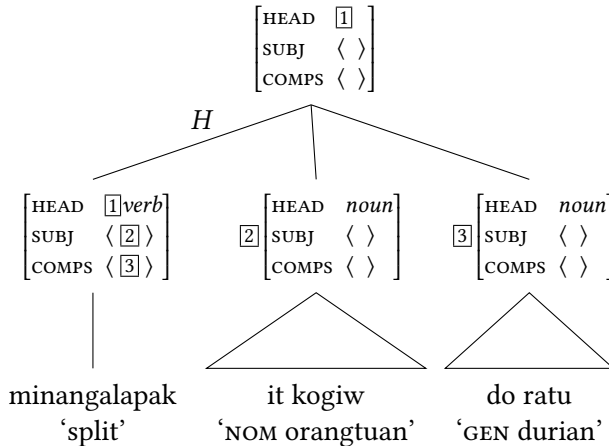 HEAD 1
SUBJ ⟨ ⟩
COMPS ⟨ ⟩
H
HEAD 1 verb
SUBJ ⟨ 2 ⟩
COMPS ⟨ 3 ⟩
2 HEAD noun
SUBJ ⟨ ⟩
COMPS ⟨ ⟩
3 HEAD noun
SUBJ ⟨ ⟩
COMPS ⟨ ⟩
minangalapak
‘split’
it kogiw
‘NOM orangtuan’
do ratu
‘GEN durian’